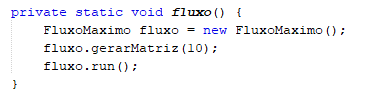 private static void fluxo() {
    FluxoMaximo fluxo = new FluxoMaximo();
    fluxo.gerarMatriz(10);
    fluxo.run();
}